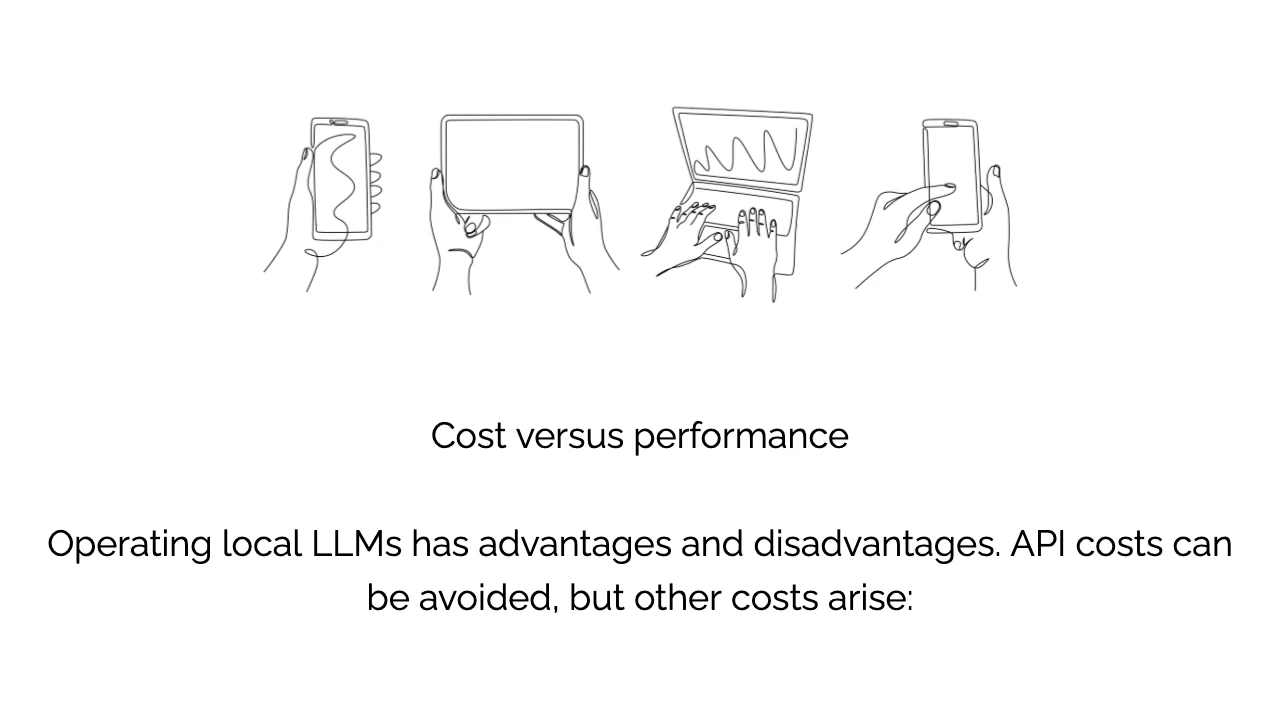 Cost versus performance
Operating local LLMs has advantages and disadvantages. API costs can
be avoided, but other costs arise: